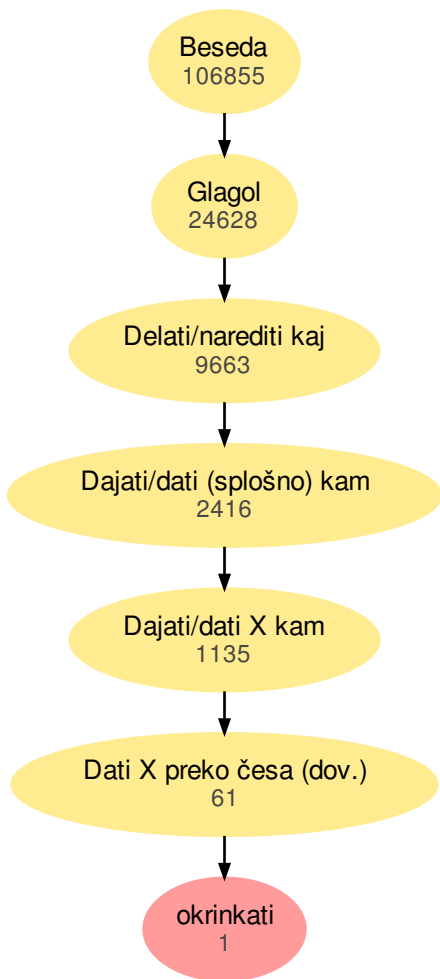 Beseda
106855
Glagol
24628
Delati/narediti kaj
9663
Dajati/dati (splošno) kam
2416
Dajati/dati X kam
1135
Dati X preko česa (dov.)
61
okrinkati
1